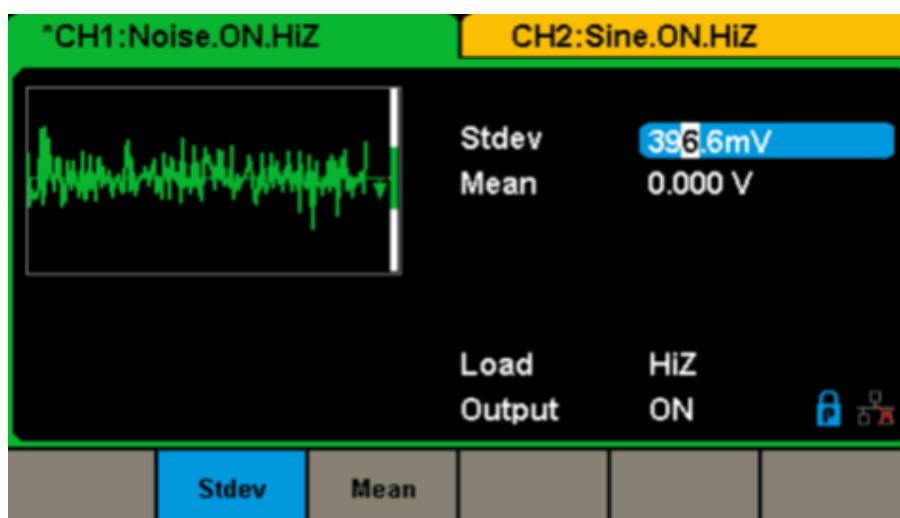 *CH1:Noise.ON.HiZ
CH2:Sine.ON.HiZ
Stdev 396.6mV
Mean 0.000 V
Load HiZ
Output ON
P
Stdev Mean